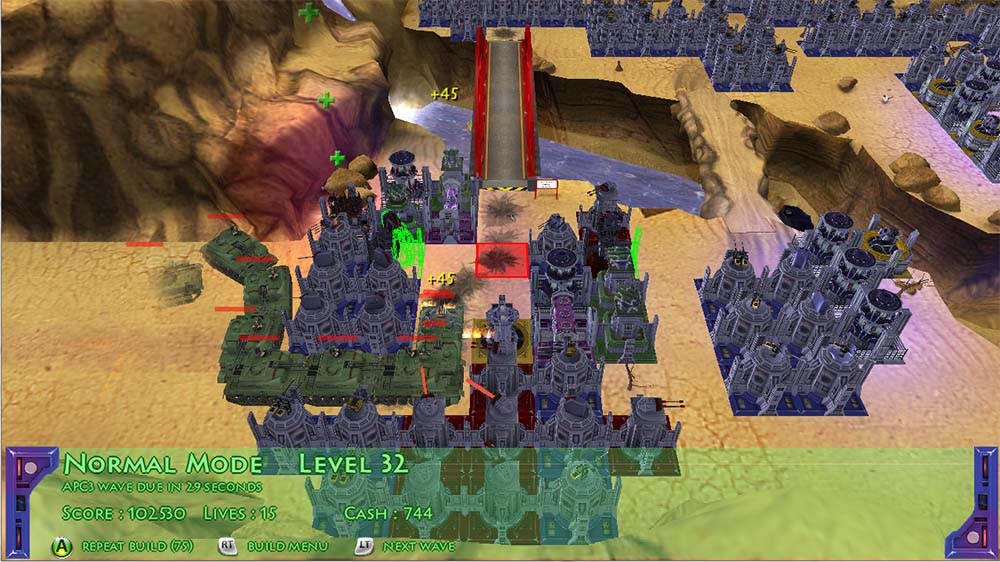 +45
+45
NORMAL MODE LEVEL 32
APC3 WAVE DUE IN 29 SECONDS
SCORE : 102530 LIVES : 15 CASH : 744
A REPEAT BUILD (75) RT BUILD MENU LT NEXT WAVE